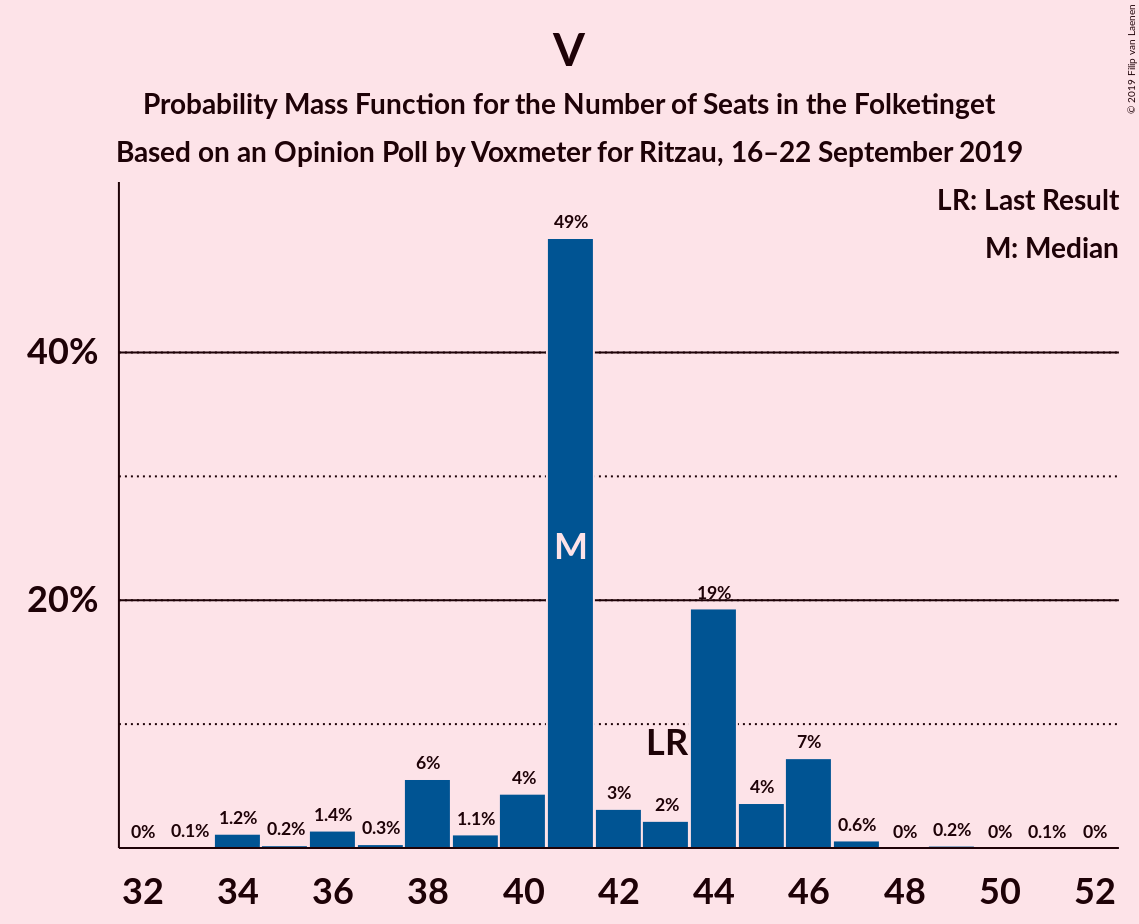 © 2019 Filip van Laenen
V
Probability Mass Function for the Number of Seats in the Folketinget
Based on an Opinion Poll by Voxmeter for Ritzau, 16–22 September 2019
LR: Last Result
M: Median
49%
40%
M
20%
19%
LR
7%
6%
4%
4%
3%
2%
1.4%
1.2%
1.1%
0.6%
0.3%
0.2%
0% 0.1% 0% 0.2% 0% 0.1% 0%
32 34 36 38 40 42 44 46 48 50 52